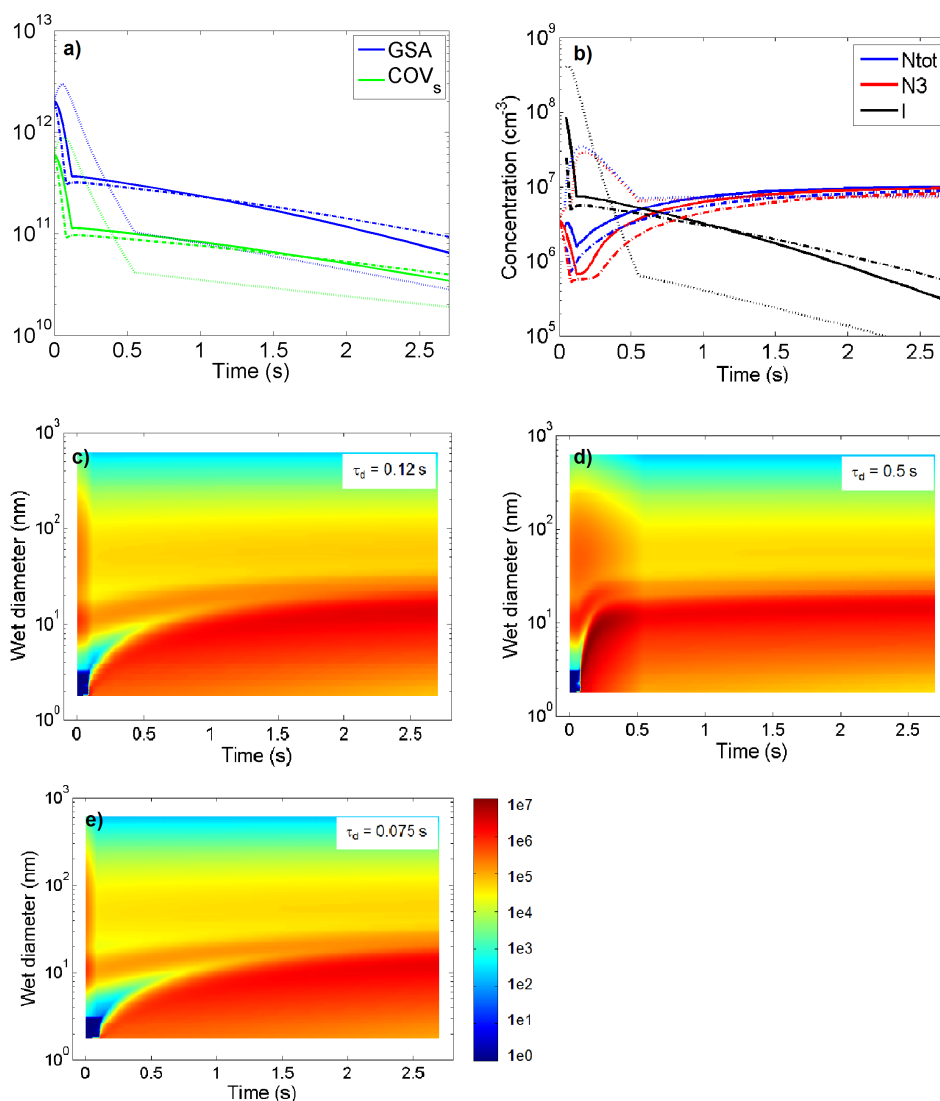 a)
GSA
COVs
10^13
10^12
10^11
10^10
0
0.5
1
1.5
2
2.5
Time (s)
b)
Ntot
N3
I
Concentration (cm^-3)
10^9
10^8
10^7
10^6
10^5
0
0.5
1
1.5
2
2.5
Time (s)
c)
τd = 0.12 s
Wet diameter (nm)
10^3
10^2
10^1
10^0
0
0.5
1
1.5
2
2.5
Time (s)
d)
τd = 0.5 s
Wet diameter (nm)
10^3
10^2
10^1
10^0
0
0.5
1
1.5
2
2.5
Time (s)
e)
τd = 0.075 s
Wet diameter (nm)
10^3
10^2
10^1
10^0
0
0.5
1
1.5
2
2.5
Time (s)
1e7
1e6
1e5
1e4
1e3
1e2
1e1
1e0